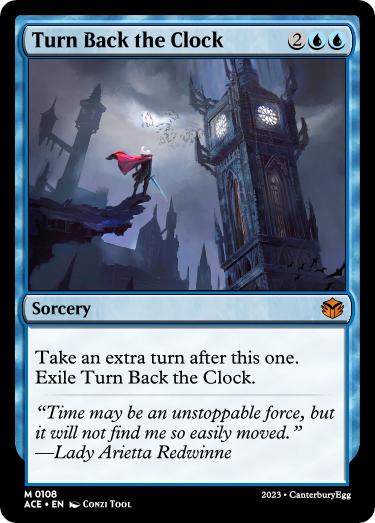 Turn Back the Clock 2
Sorcery
Take an extra turn after this one.
Exile Turn Back the Clock.
“Time may be an unstoppable force, but
it will not find me so easily moved.”
—Lady Arietta Redwinne
M 0108 2023 • CanterburyEgg
ACE • EN Conzi Tool